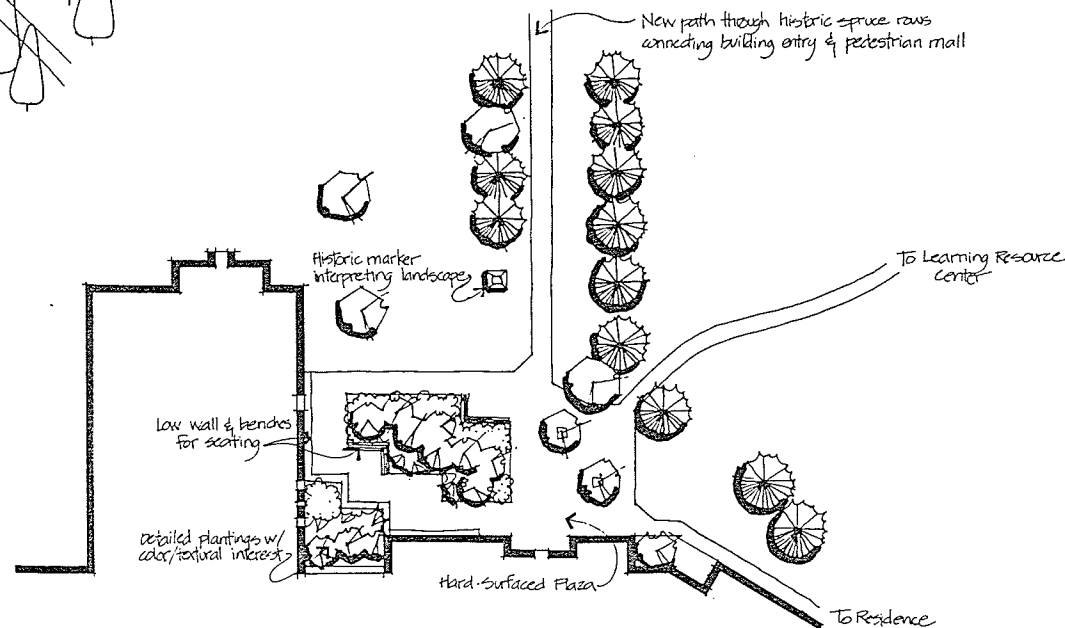 New path through historic spruce rows
connecting building entry & pedestrian mall
To Learning Resource
Center
Historic marker
interpreting landscape
Low wall & benches
for seating
Detailed plantings w/
color/textural interest
Hard-Surfaced Plaza
To Residence